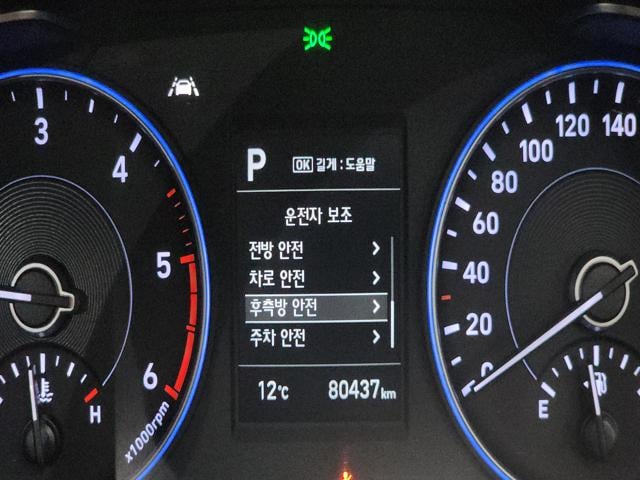 P OK 길게 : 도움말
운전자 보조
전방 안전
차로 안전
후측방 안전
주차 안전
12℃ 80437km
3
4
5
6
x1000rpm
H
0
20
40
60
80
100
120
140
E